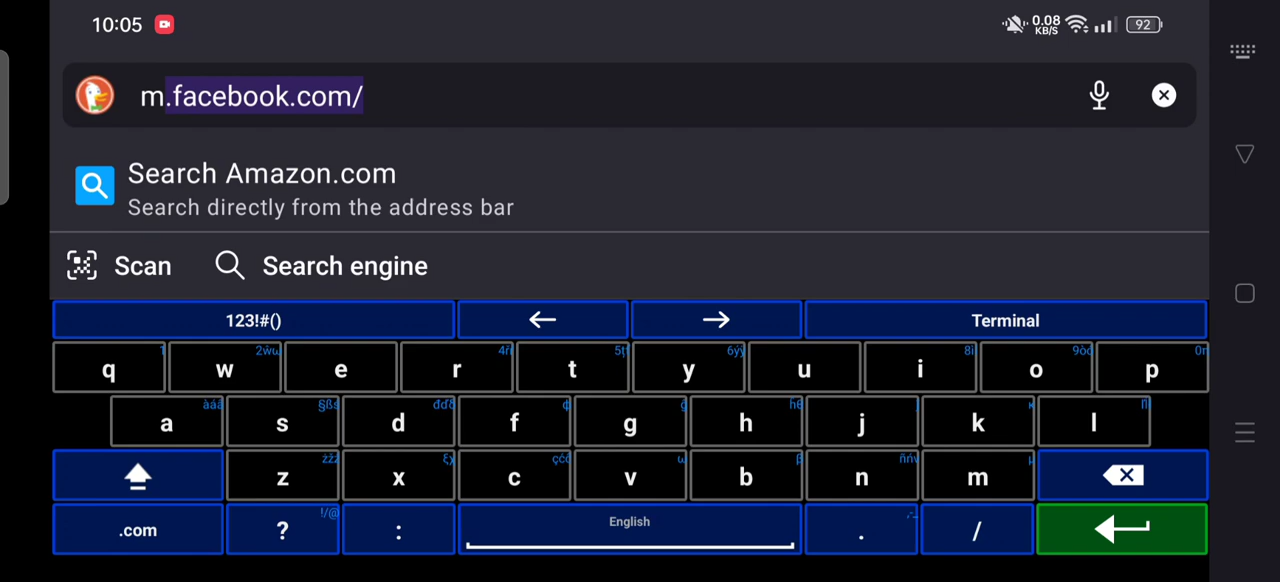 10:05 0.08 KB/S 92
m.facebook.com/
Search Amazon.com
Search directly from the address bar
Scan Search engine
123!#() ← → Terminal
q w e r t y u i o p
a s d f g h j k l
z x c v b n m
.com ? : English . /